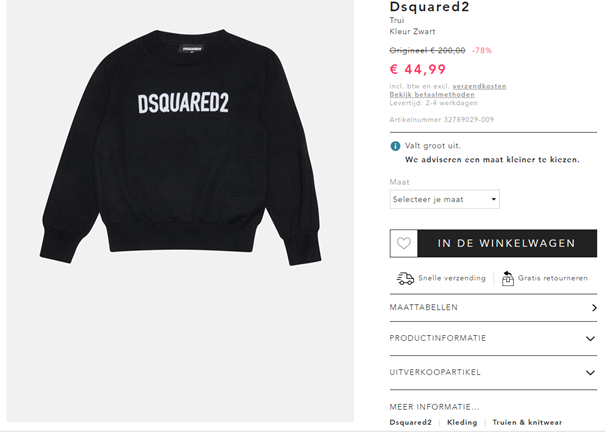 DSQUARED2
DSQUARED2
Dsquared2
Trui
Kleur Zwart
Origineel € 200,00 -78%
€ 44,99
incl. btw en excl. verzendkosten
Bekijk betaalmethoden
Levertijd: 2-4 werkdagen
Artikelnummer 32789029-009
Valt groot uit.
We adviseren een maat kleiner te kiezen.
Maat
Selecteer je maat
IN DE WINKELWAGEN
Snelle verzending
Gratis retourneren
MAATTABELLEN
PRODUCTINFORMATIE
UITVERKOOPARTIKEL
MEER INFORMATIE...
Dsquared2 | Kleding | Truien & knitwear